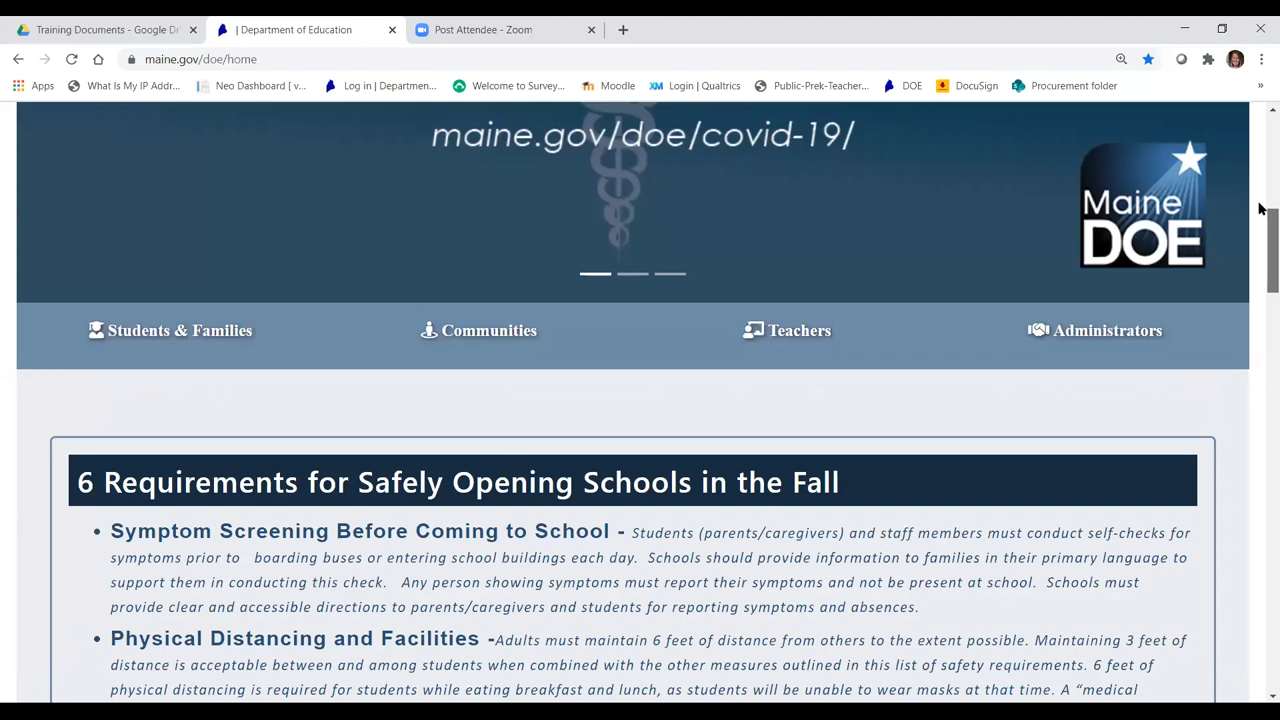 Training Documents - Google Dr
| Department of Education
Post Attendee - Zoom
maine.gov/doe/home
Apps
What Is My IP Addr...
Neo Dashboard [ v...
Log in | Departmen...
Welcome to Survey...
Moodle
XM Login | Qualtrics
Public-Prek-Teacher...
DOE
DocuSign
Procurement folder
»
maine.gov/doe/covid-19/
Maine
DOE
Students & Families
Communities
Teachers
Administrators
6 Requirements for Safely Opening Schools in the Fall
• Symptom Screening Before Coming to School - Students (parents/caregivers) and staff members must conduct self-checks for
symptoms prior to boarding buses or entering school buildings each day. Schools should provide information to families in their primary language to
support them in conducting this check. Any person showing symptoms must report their symptoms and not be present at school. Schools must
provide clear and accessible directions to parents/caregivers and students for reporting symptoms and absences.
• Physical Distancing and Facilities -Adults must maintain 6 feet of distance from others to the extent possible. Maintaining 3 feet of
distance is acceptable between and among students when combined with the other measures outlined in this list of safety requirements. 6 feet of
physical distancing is required for students while eating breakfast and lunch, as students will be unable to wear masks at that time. A “medical